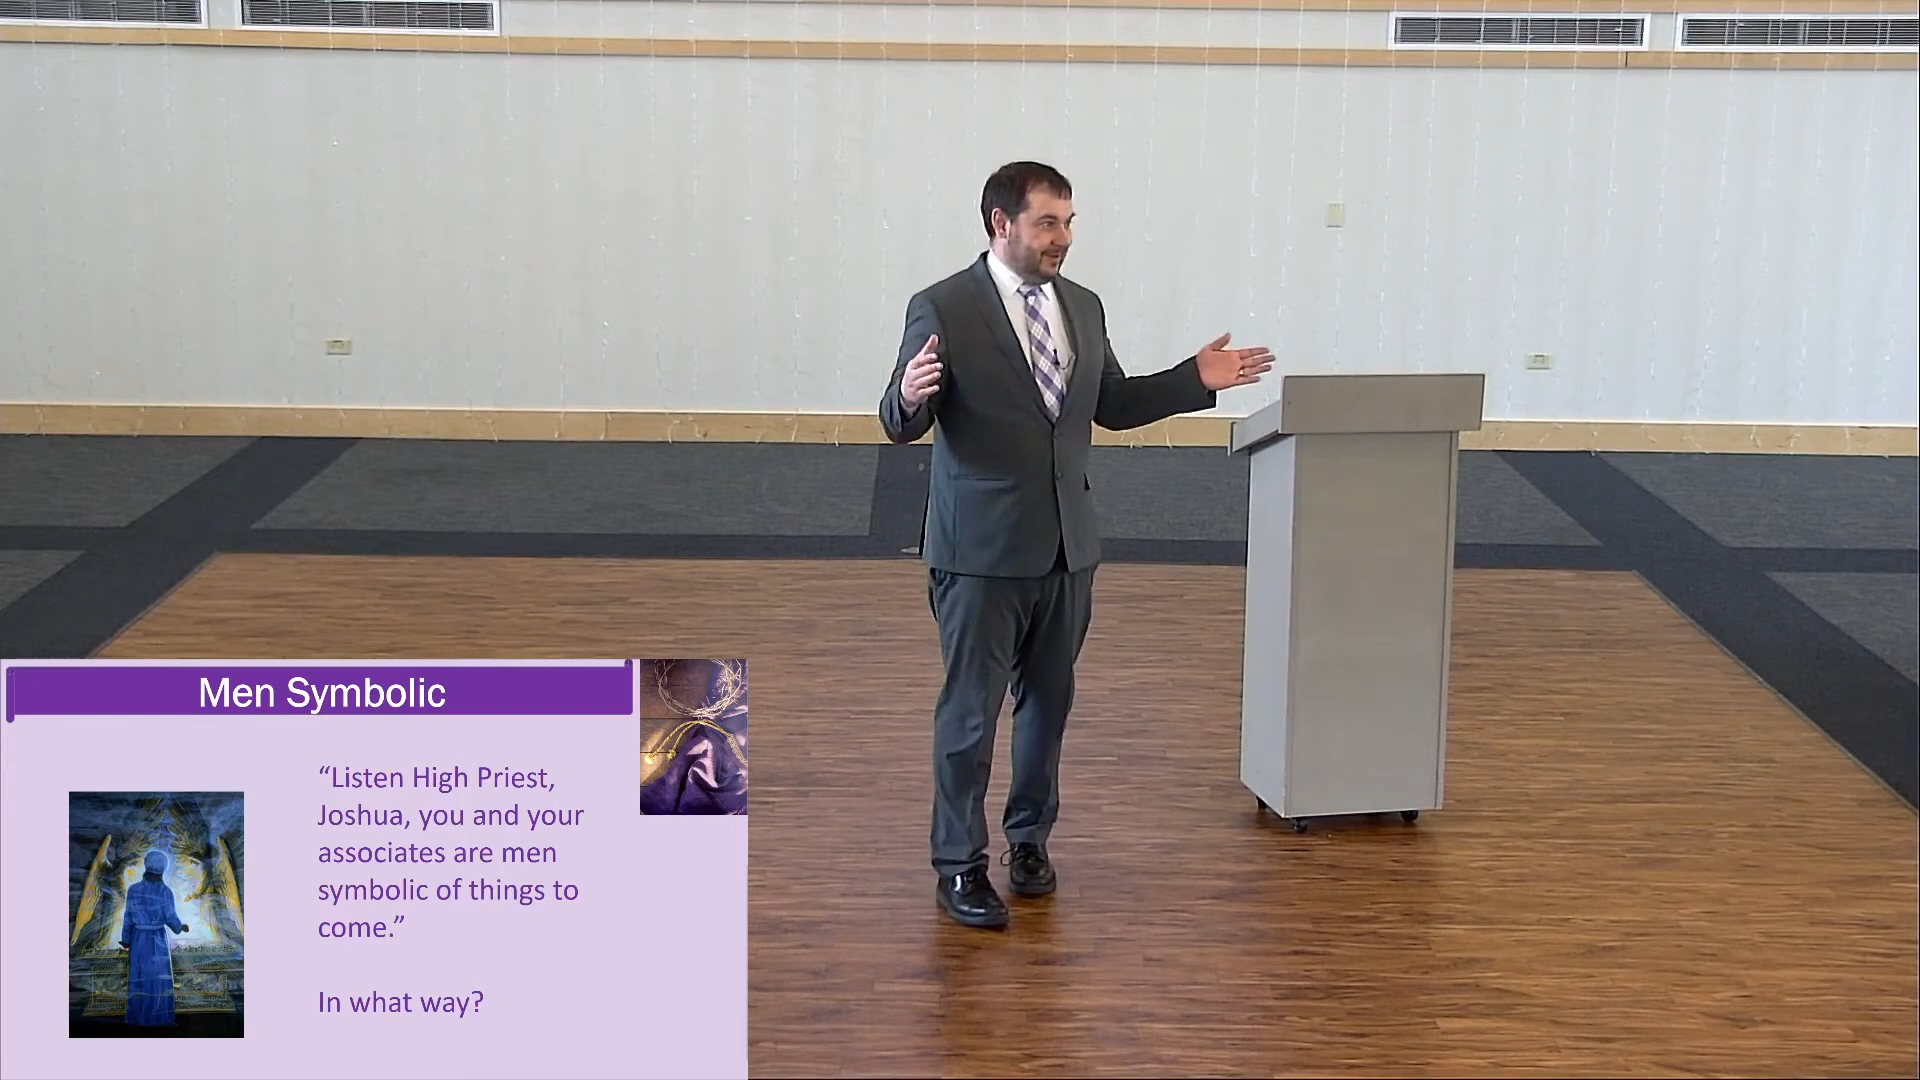 Men Symbolic
“Listen High Priest,
Joshua, you and your
associates are men
symbolic of things to
come.”
In what way?